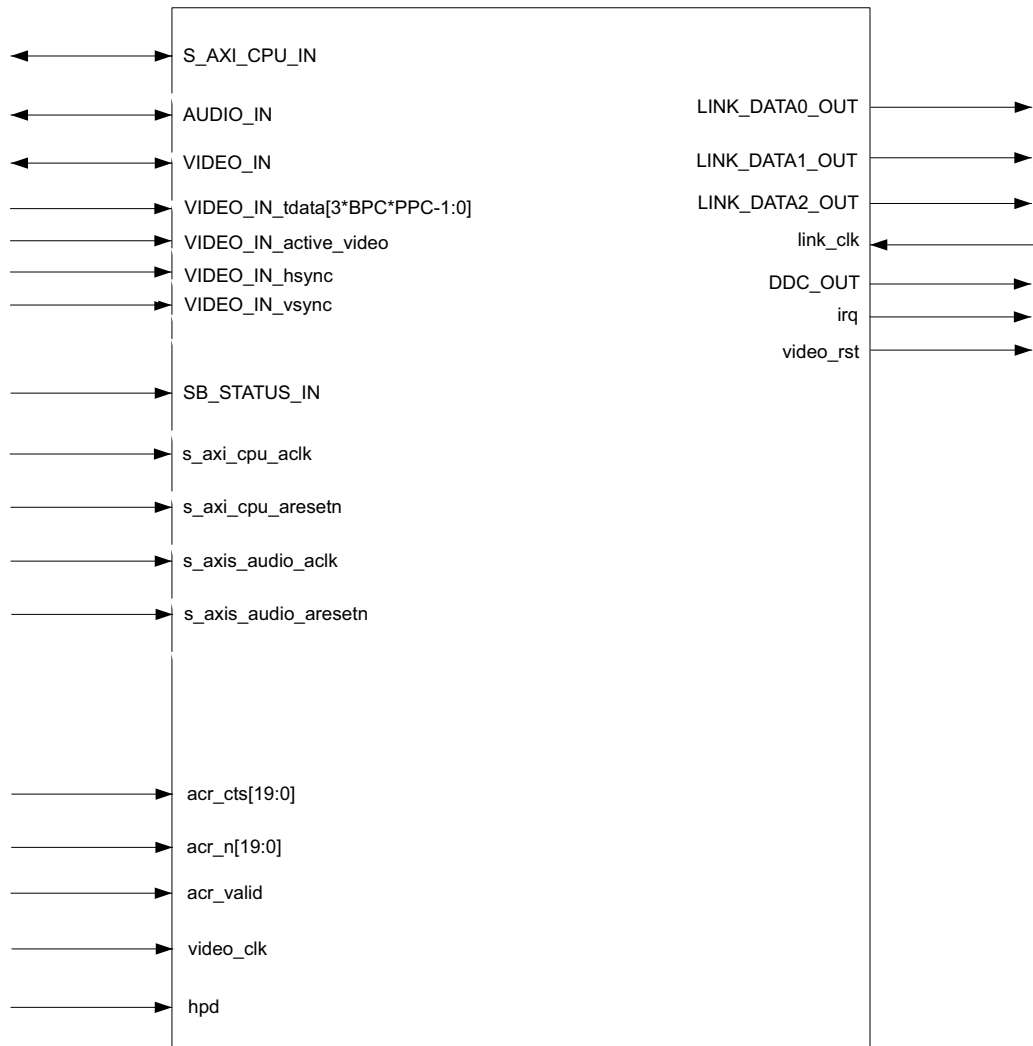 S_AXI_CPU_IN
AUDIO_IN
VIDEO_IN
VIDEO_IN_tdata[3*BPC*PPC-1:0]
VIDEO_IN_active_video
VIDEO_IN_hsync
VIDEO_IN_vsync
SB_STATUS_IN
s_axi_cpu_aclk
s_axi_cpu_aresetn
s_axis_audio_aclk
s_axis_audio_aresetn
acr_cts[19:0]
acr_n[19:0]
acr_valid
video_clk
hpd
LINK_DATA0_OUT
LINK_DATA1_OUT
LINK_DATA2_OUT
link_clk
DDC_OUT
irq
video_rst